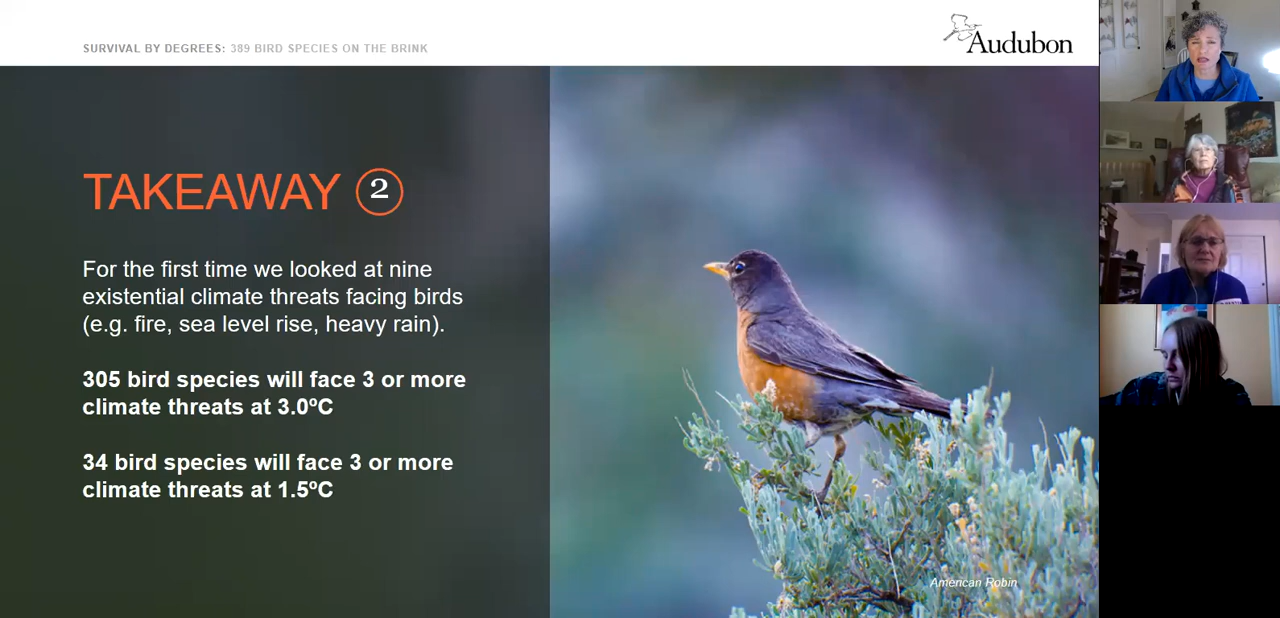 SURVIVAL BY DEGREES: 389 BIRD SPECIES ON THE BRINK
Audubon
TAKEAWAY 2
For the first time we looked at nine
existential climate threats facing birds
(e.g. fire, sea level rise, heavy rain).
305 bird species will face 3 or more
climate threats at 3.0ºC
34 bird species will face 3 or more
climate threats at 1.5ºC
American Robin